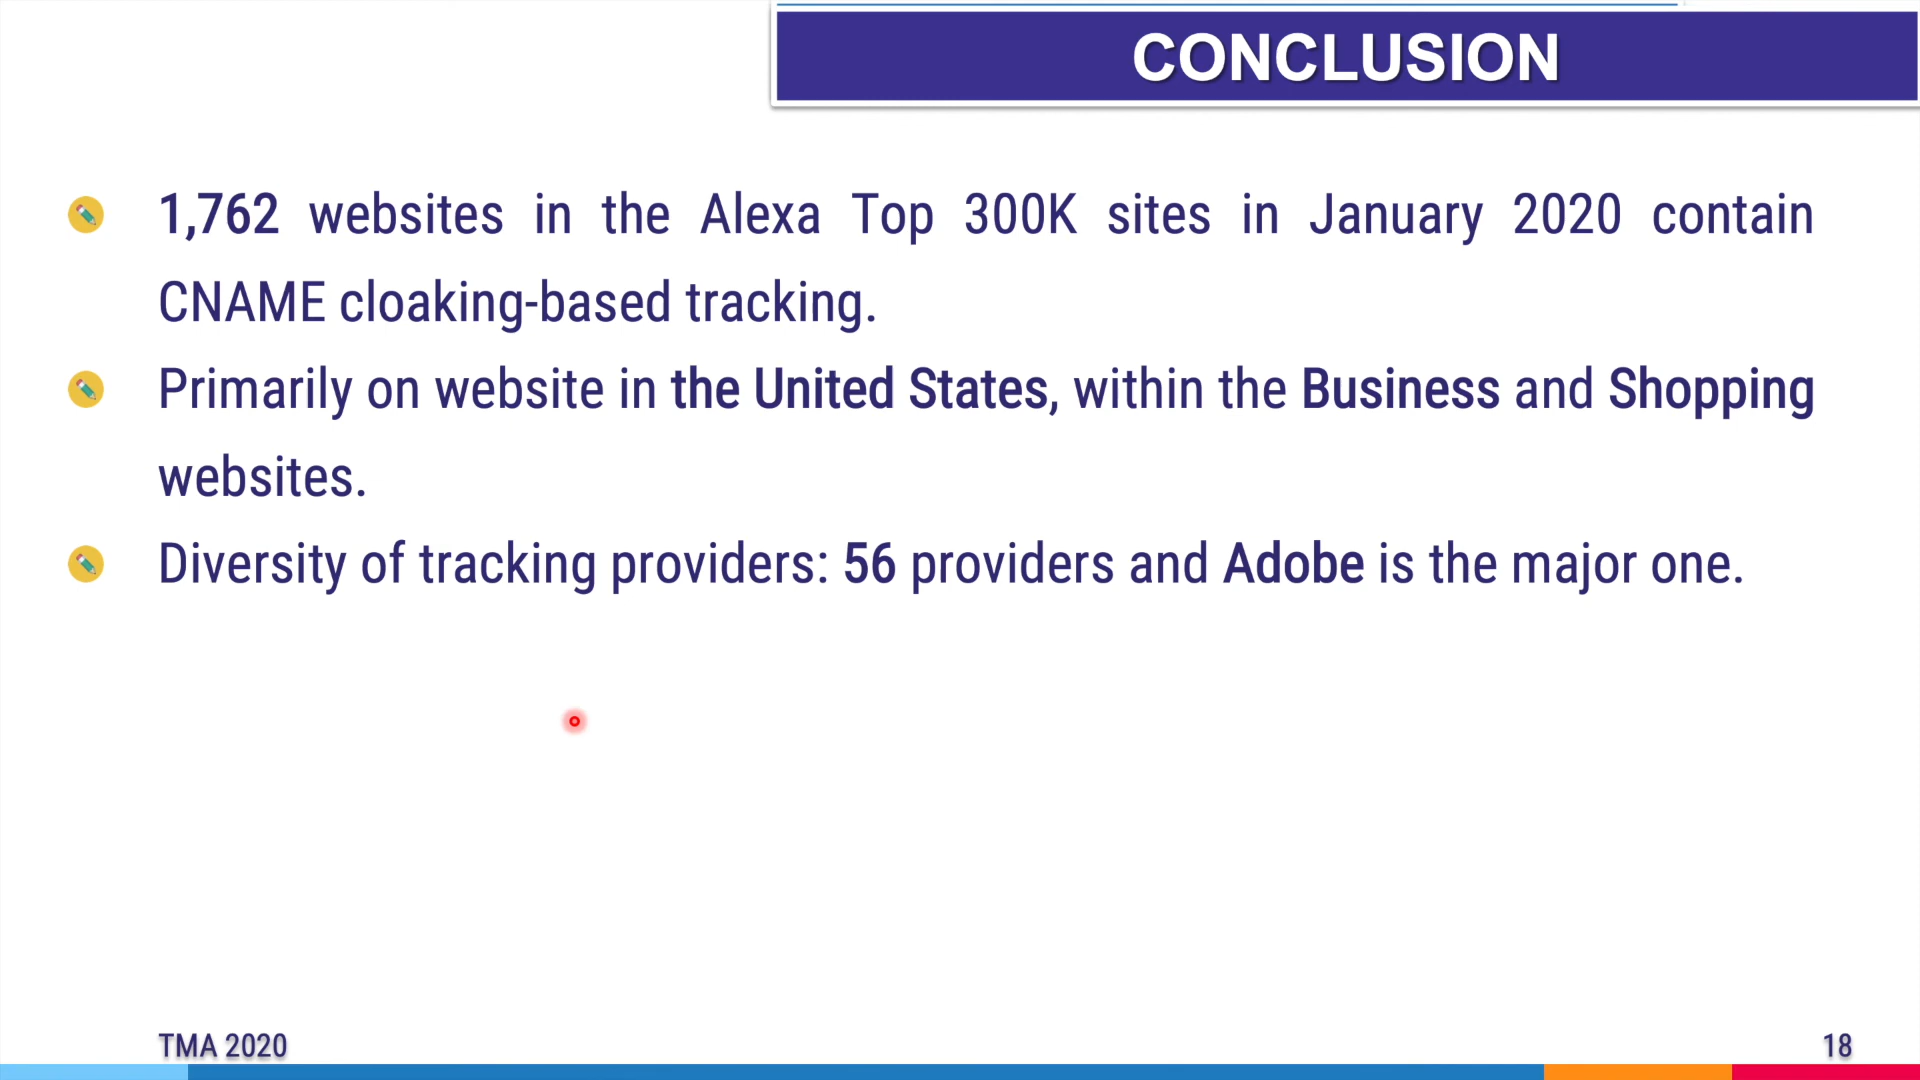 CONCLUSION
1,762 websites in the Alexa Top 300K sites in January 2020 contain
CNAME cloaking-based tracking.
Primarily on website in the United States, within the Business and Shopping
websites.
Diversity of tracking providers: 56 providers and Adobe is the major one.
TMA 2020
18